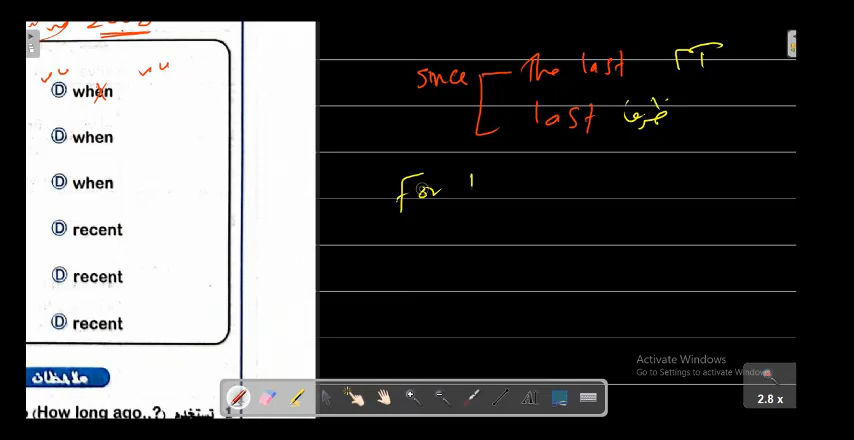 D when
D when
D when
D recent
D recent
D recent
ملاحظات
1 تستخدم (How long ago..?)
since
the last
last ظرف
For
Activate Windows
Go to Settings to activate Windows.
2.8 x